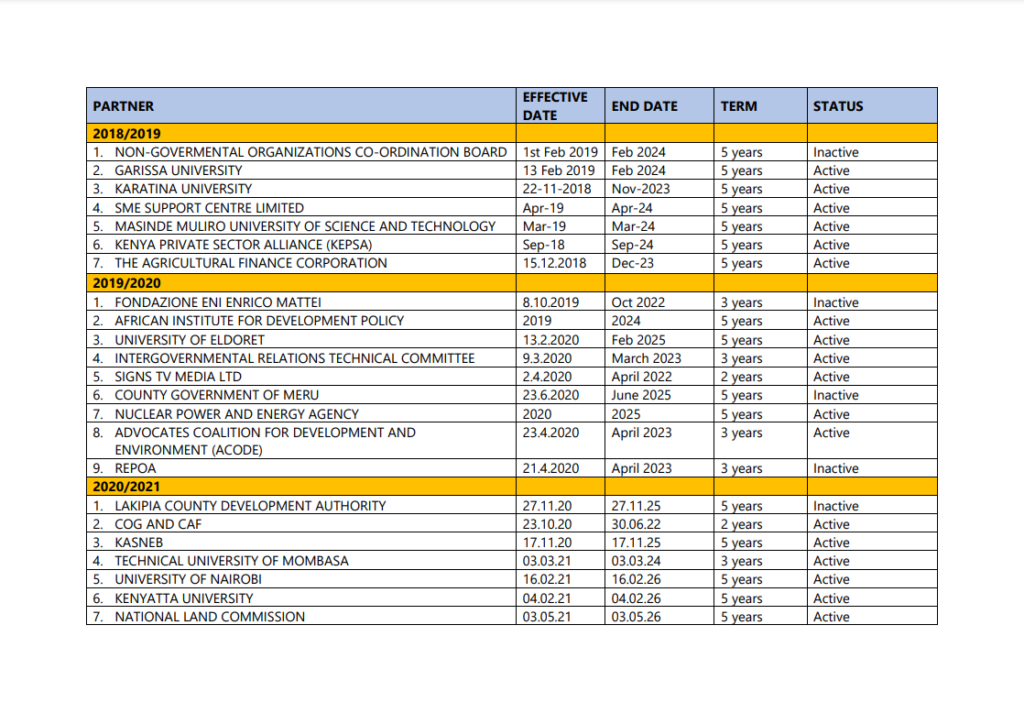 PARTNER EFFECTIVE DATE END DATE TERM STATUS
2018/2019
1. NON-GOVERMENTAL ORGANIZATIONS CO-ORDINATION BOARD 1st Feb 2019 Feb 2024 5 years Inactive
2. GARISSA UNIVERSITY 13 Feb 2019 Feb 2024 5 years Active
3. KARATINA UNIVERSITY 22-11-2018 Nov-2023 5 years Active
4. SME SUPPORT CENTRE LIMITED Apr-19 Apr-24 5 years Active
5. MASINDE MULIRO UNIVERSITY OF SCIENCE AND TECHNOLOGY Mar-19 Mar-24 5 years Active
6. KENYA PRIVATE SECTOR ALLIANCE (KEPSA) Sep-18 Sep-24 5 years Active
7. THE AGRICULTURAL FINANCE CORPORATION 15.12.2018 Dec-23 5 years Active
2019/2020
1. FONDAZIONE ENI ENRICO MATTEI 8.10.2019 Oct 2022 3 years Inactive
2. AFRICAN INSTITUTE FOR DEVELOPMENT POLICY 2019 2024 5 years Active
3. UNIVERSITY OF ELDORET 13.2.2020 Feb 2025 5 years Active
4. INTERGOVERNMENTAL RELATIONS TECHNICAL COMMITTEE 9.3.2020 March 2023 3 years Active
5. SIGNS TV MEDIA LTD 2.4.2020 April 2022 2 years Active
6. COUNTY GOVERNMENT OF MERU 23.6.2020 June 2025 5 years Inactive
7. NUCLEAR POWER AND ENERGY AGENCY 2020 2025 5 years Active
8. ADVOCATES COALITION FOR DEVELOPMENT AND 23.4.2020 April 2023 3 years Active
ENVIRONMENT (ACODE)
9. REPOA 21.4.2020 April 2023 3 years Inactive
2020/2021
1. LAKIPIA COUNTY DEVELOPMENT AUTHORITY 27.11.20 27.11.25 5 years Inactive
2. COG AND CAF 23.10.20 30.06.22 2 years Active
3. KASNEB 17.11.20 17.11.25 5 years Active
4. TECHNICAL UNIVERSITY OF MOMBASA 03.03.21 03.03.24 3 years Active
5. UNIVERSITY OF NAIROBI 16.02.21 16.02.26 5 years Active
6. KENYATTA UNIVERSITY 04.02.21 04.02.26 5 years Active
7. NATIONAL LAND COMMISSION 03.05.21 03.05.26 5 years Active